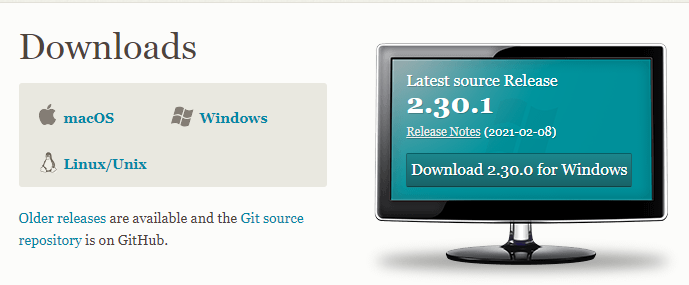 Downloads
macOS
Windows
Linux/Unix
Older releases are available and the Git source
repository is on GitHub.
Latest source Release
2.30.1
Release Notes (2021-02-08)
Download 2.30.0 for Windows